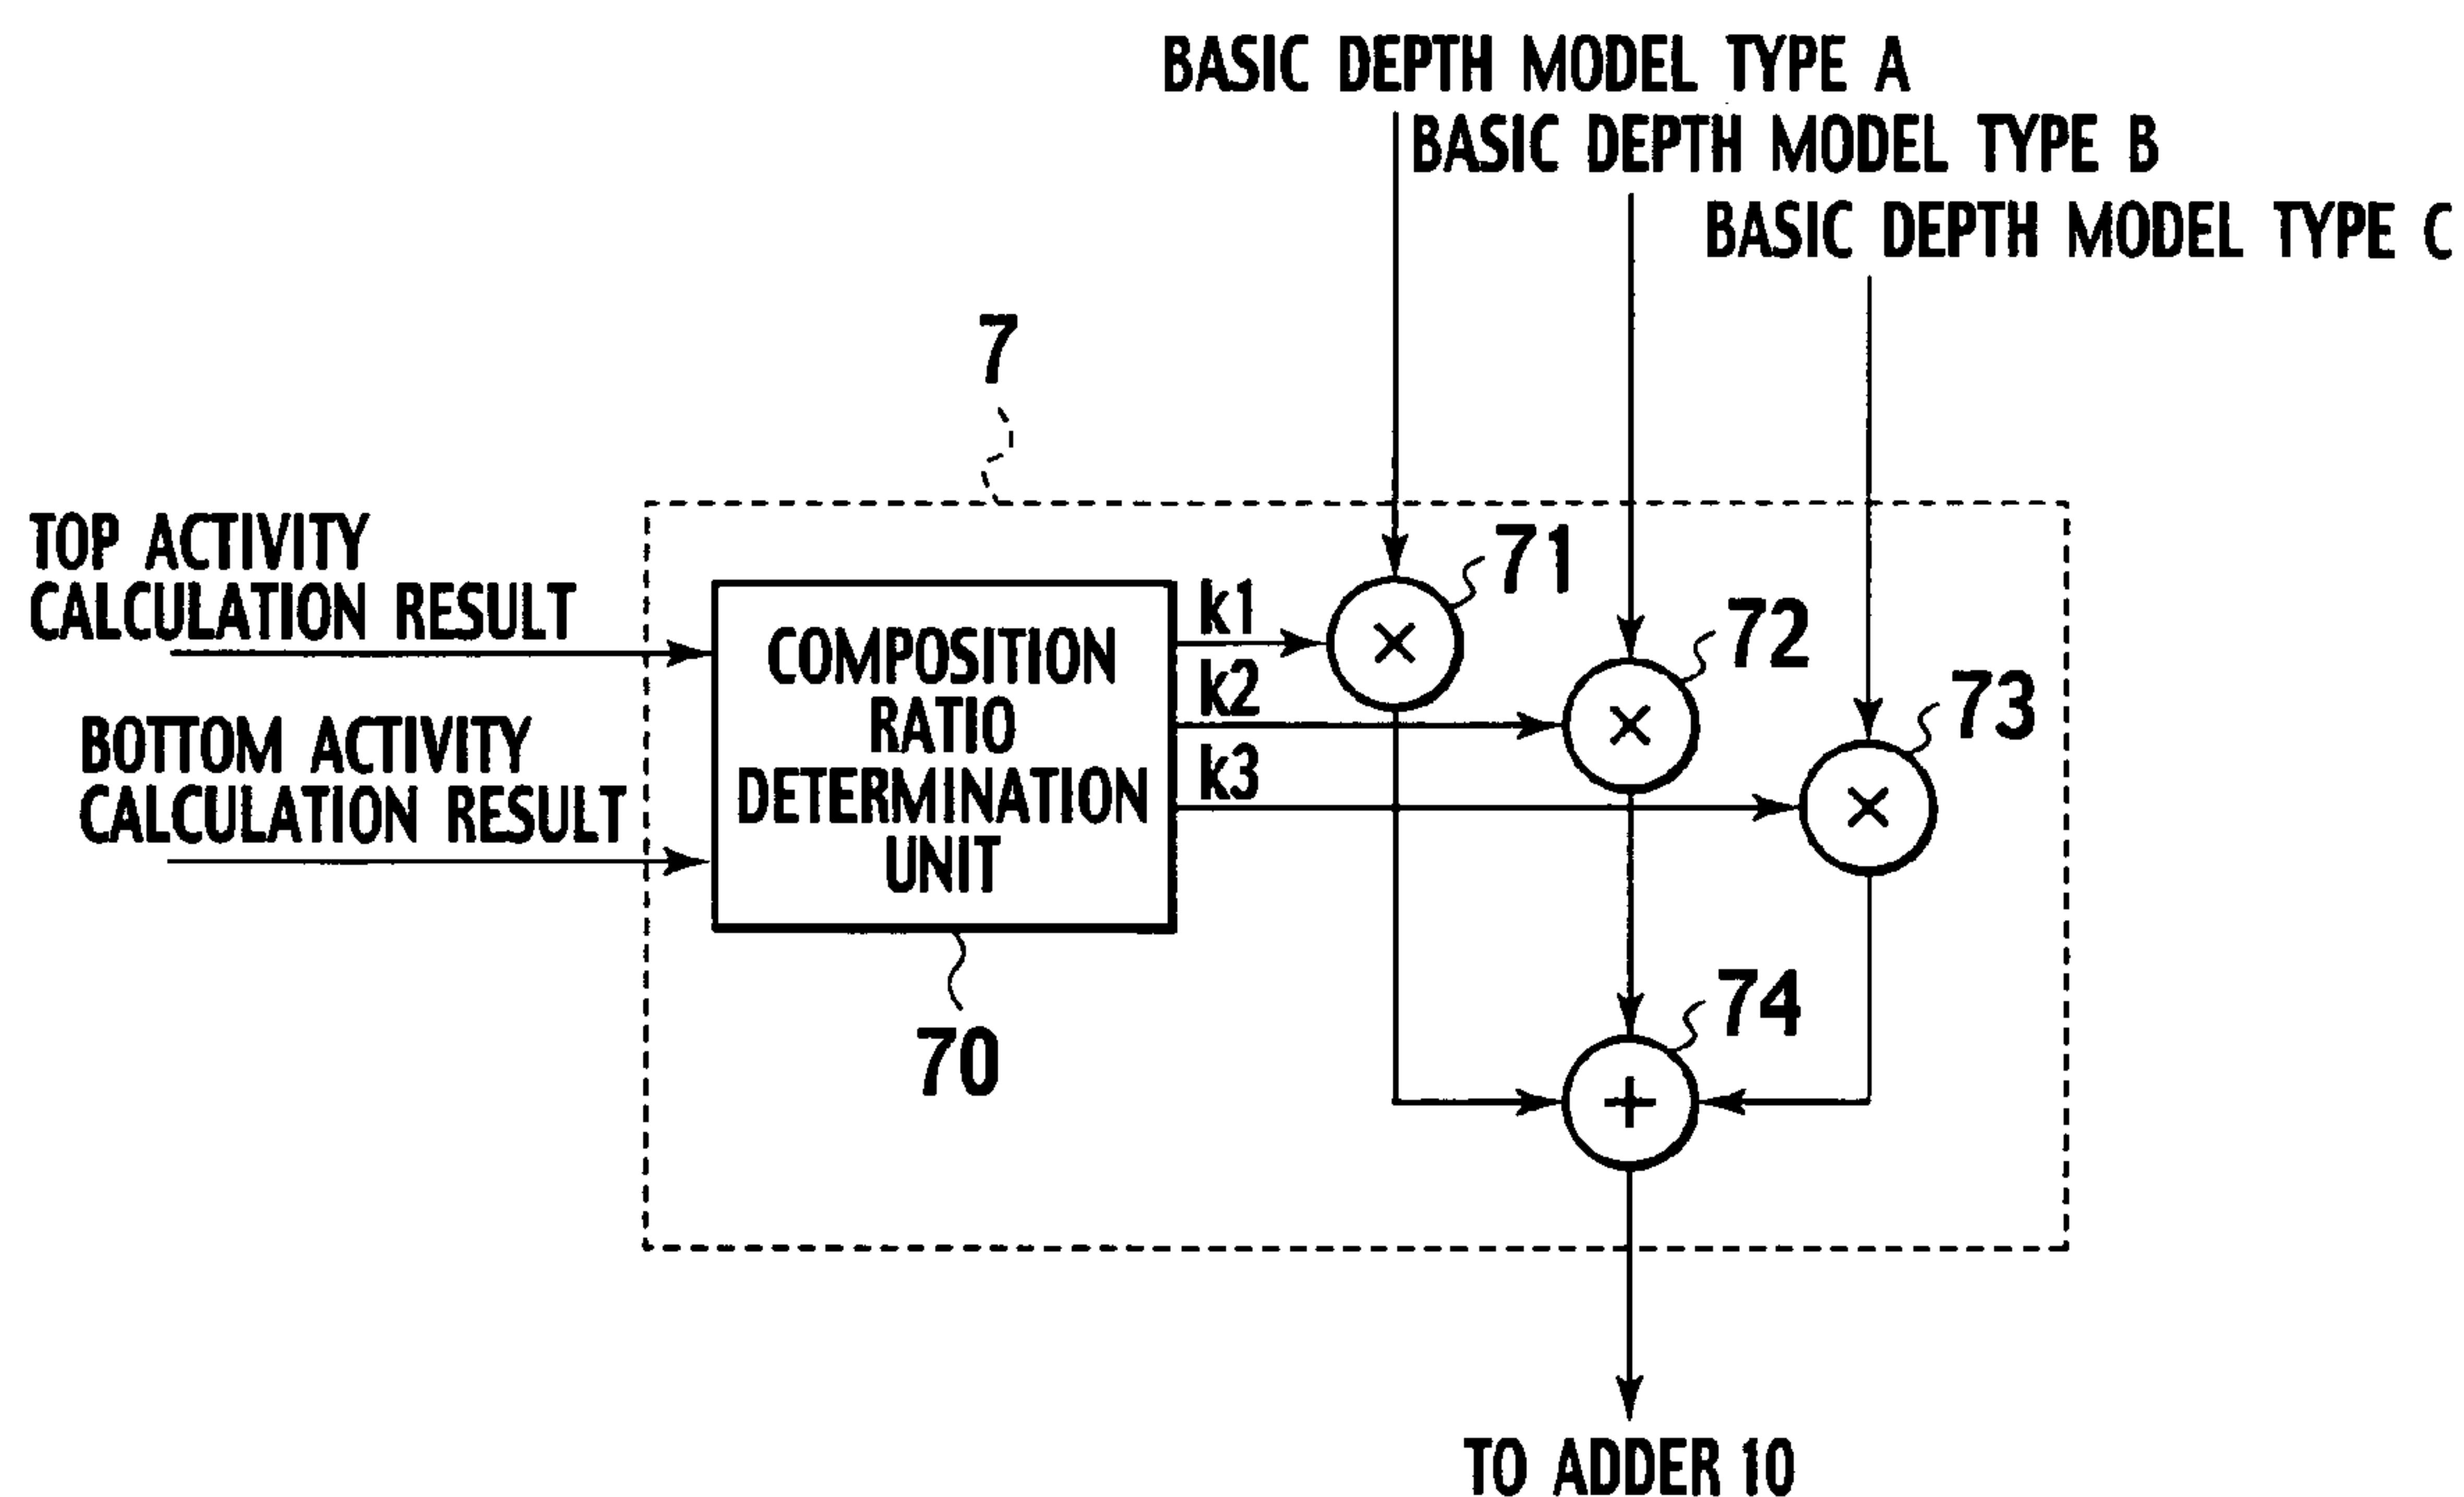 BASIC DEPTH MODEL TYPE A
BASIC DEPTH MODEL TYPE B
BASIC DEPTH MODEL TYPE C
7
TOP ACTIVITY
CALCULATION RESULT
BOTTOM ACTIVITY
CALCULATION RESULT
COMPOSITION
RATIO
DETERMINATION
UNIT
70
k1
k2
k3
71
72
73
74
×
×
×
+
TO ADDER 10